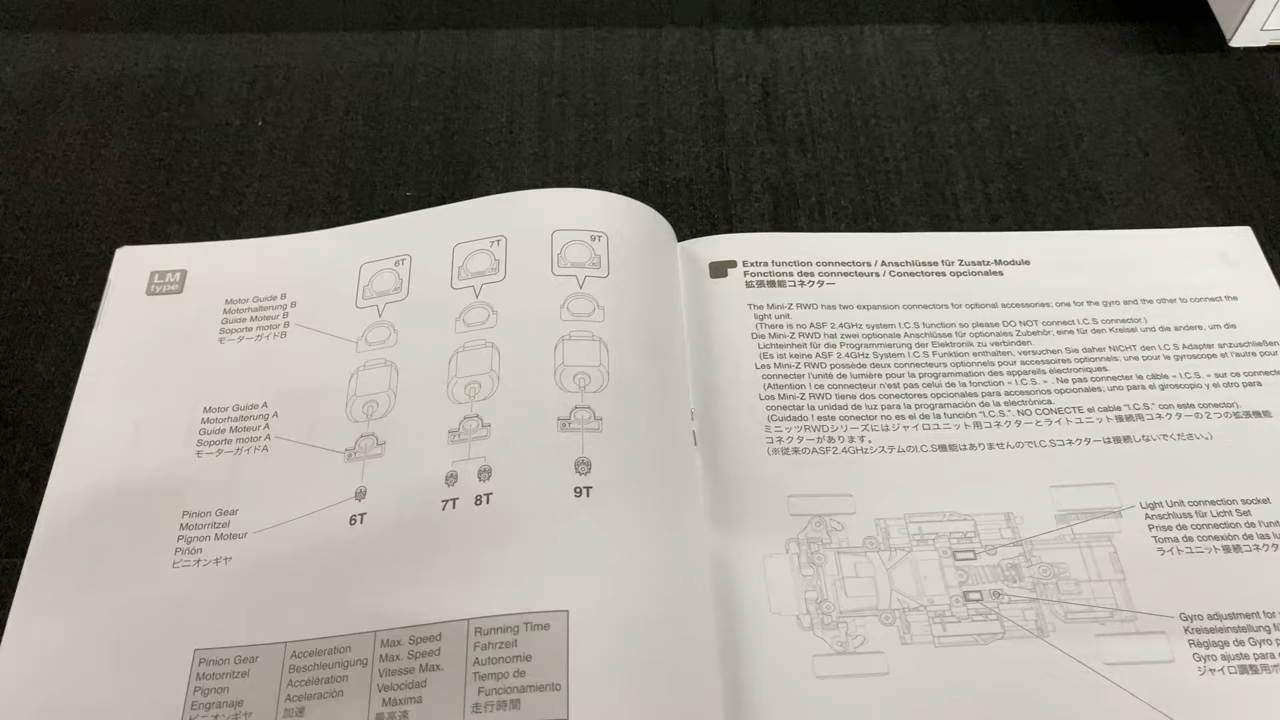 LM
type
6T
7T
9T
Motor Guide B
Motorhalterung B
Guide Moteur B
Soporte motor B
モーターガイドB
Motor Guide A
Motorhalterung A
Guide Moteur A
Soporte motor A
モーターガイドA
6T
7T
9T
Pinion Gear
Motorritzel
Pignon Moteur
Piñón
ピニオンギヤ
6T
7T
8T
9T
Pinion Gear
Motorritzel
Pignon
Engranaje
ピニオンギヤ
Acceleration
Beschleunigung
Accélération
Aceleración
加速
Max. Speed
Max. Speed
Vitesse Max.
Velocidad
Máxima
最高速
Running Time
Fahrzeit
Autonomie
Tiempo de
Funcionamiento
走行時間
Extra function connectors / Anschlüsse für Zusatz-Module
Fonctions des connecteurs / Conectores opcionales
拡張機能コネクター
The Mini-Z RWD has two expansion connectors for optional accessories; one for the gyro and the other to connect the
light unit.
(There is no ASF 2.4GHz system I.C.S function so please DO NOT connect I.C.S connector.)
Die Mini-Z RWD hat zwei optionale Anschlüsse für optionales Zubehör; eine für den Kreisel und die andere, um die
Lichteinheit für die Programmierung der Elektronik zu verbinden.
(Es ist keine ASF 2.4GHz System I.C.S Funktion enthalten, versuchen Sie daher NICHT den I.C.S Adapter anzuschließen
Les Mini-Z RWD possède deux connecteurs optionnels pour accessoires optionnels; une pour le gyroscope et l'autre pour
connecter l'unité de lumière pour la programmation des appareils électroniques.
(Attention ! ce connecteur n'est pas celui de la fonction « I.C.S. » . Ne pas connecter le câble « I.C.S. » sur ce connecte
Los Mini-Z RWD tiene dos conectores opcionales para accesorios opcionales; uno para el giroscopio y el otro para
conectar la unidad de luz para la programación de la electrónica.
(Cuidado ! este conector no es el de la función "I.C.S.". NO CONECTE el cable "I.C.S." con este conector).
ミニッツRWDシリーズにはジャイロユニット用コネクターとライトユニット接続用コネクターの2つの拡張機能
コネクターがあります。
(※従来のASF2.4GHzシステムのI.C.S機能はありませんのでI.C.Sコネクターは接続しないでください。)
Light Unit connection socket
Anschluss für Licht Set
Prise de connection de l'unit
Toma de conexión de las lu
ライトユニット接続コネクタ
Gyro adjustment for
Kreiseleinstellung fü
Réglage de Gyro p
Gyro ajuste para
ジャイロ調整用ボ